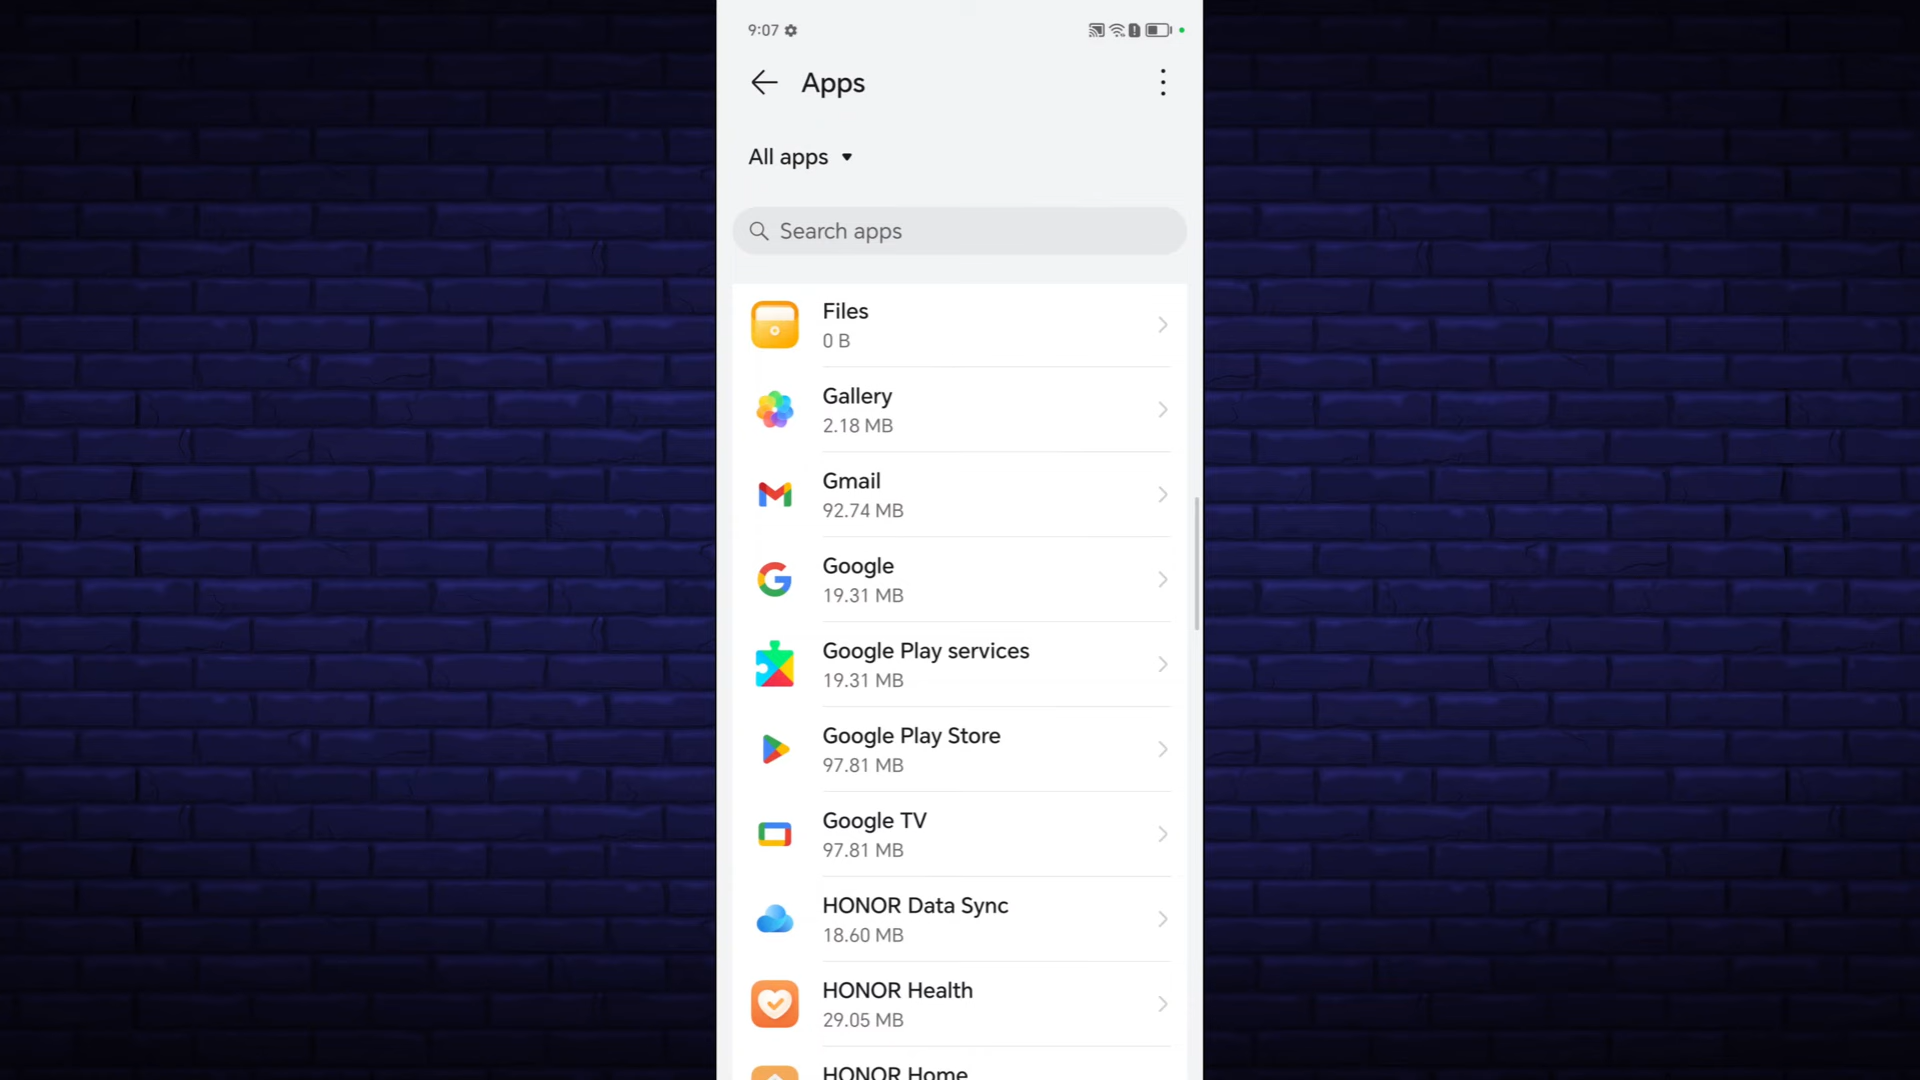 9:07
Apps
All apps
Search apps
Files
0 B
Gallery
2.18 MB
Gmail
92.74 MB
Google
19.31 MB
Google Play services
19.31 MB
Google Play Store
97.81 MB
Google TV
97.81 MB
HONOR Data Sync
18.60 MB
HONOR Health
29.05 MB
HONOR Home